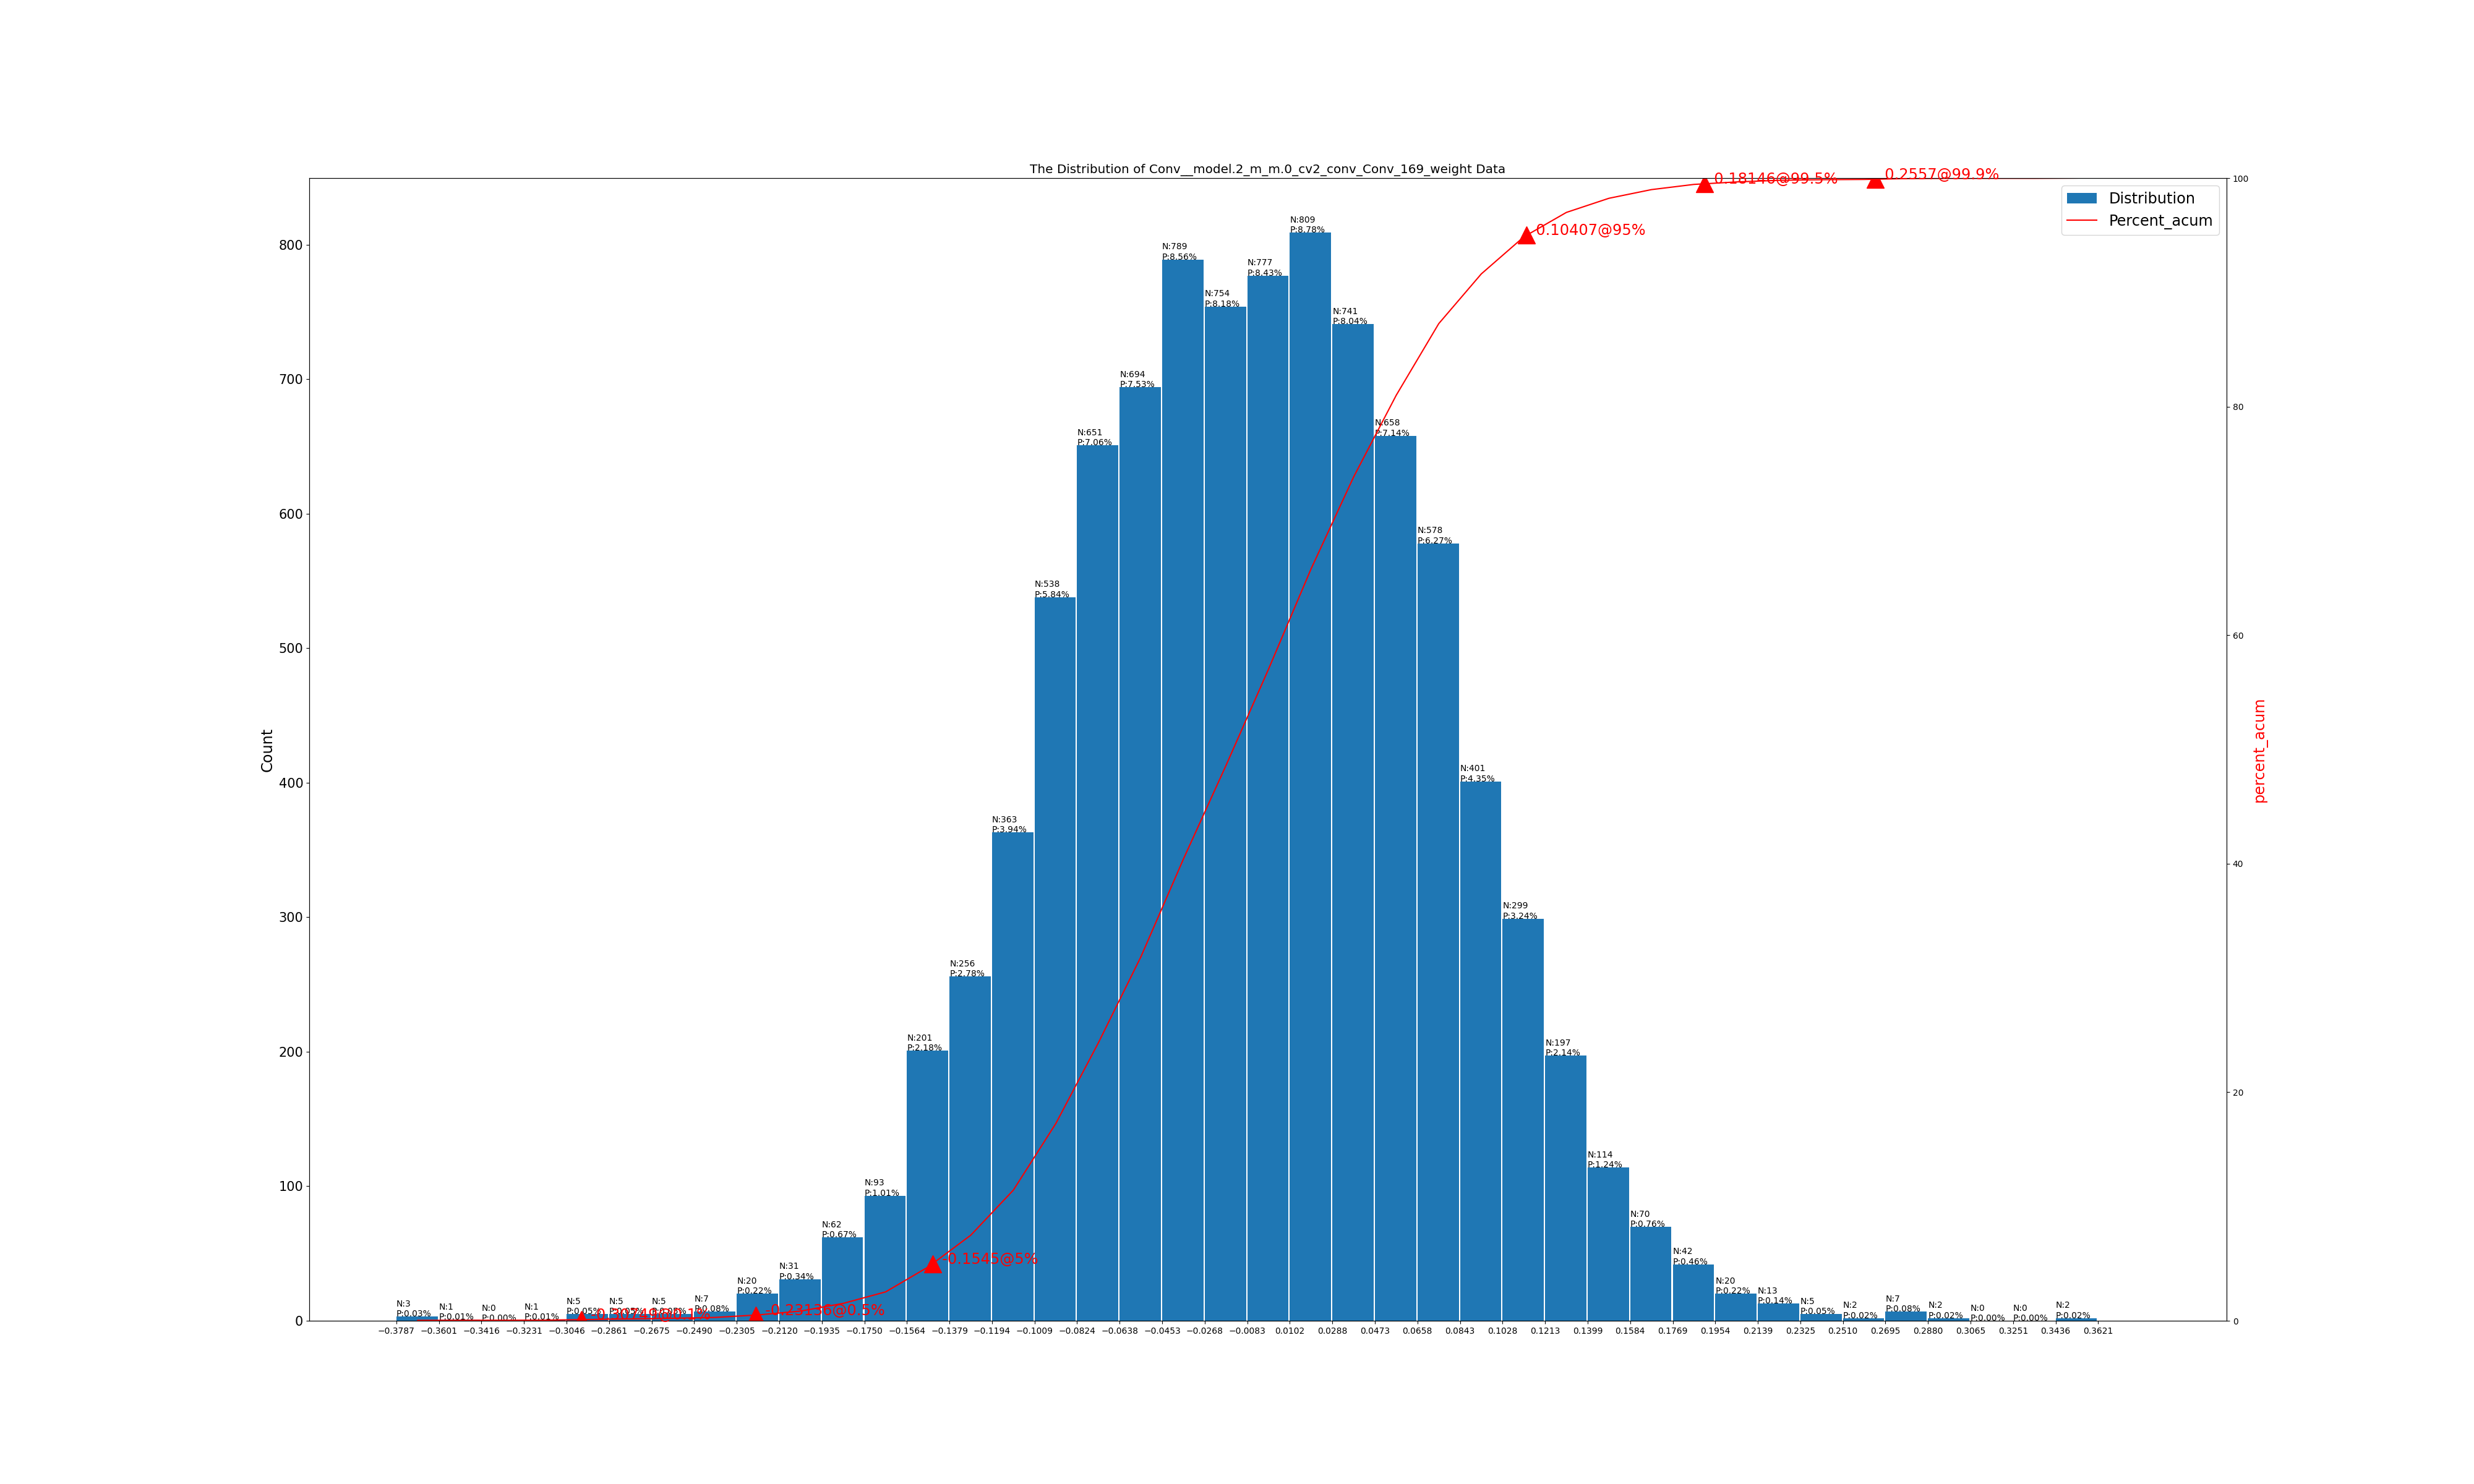 The Distribution of Conv__model.2_m_m.0_cv2_conv_Conv_169_weight Data
0.18146@99.5%
0.2557@99.9%
0.10407@95%
Distribution
Percent_acum
N:809
P:8.78%
N:789
P:8.56%
N:777
P:8.43%
N:754
P:8.18%
N:741
P:8.04%
N:694
P:7.53%
N:651
P:7.06%
N:658
P:7.14%
N:578
P:6.27%
N:538
P:5.84%
N:401
P:4.35%
N:363
P:3.94%
N:299
P:3.24%
N:256
P:2.78%
N:201
P:2.18%
N:197
P:2.14%
N:114
P:1.24%
N:93
P:1.01%
N:70
P:0.76%
N:62
P:0.67%
N:42
P:0.46%
N:31
P:0.34%
N:20
P:0.22%
N:20
P:0.22%
N:13
P:0.14%
N:7
P:0.08%
N:5
P:0.05%
N:5
P:0.05%
N:5
P:0.05%
N:3
P:0.03%
N:1
P:0.01%
N:0
P:0.00%
N:1
P:0.01%
N:5
P:0.05%
N:2
P:0.02%
N:7
P:0.08%
N:2
P:0.02%
N:0
P:0.00%
N:0
P:0.00%
N:2
P:0.02%
-0.1545@5%
-0.23136@0.5%
Count
800
700
600
500
400
300
200
100
0
percent_acum
100
80
60
40
20
0
−0.3787 −0.3601 −0.3416 −0.3231 −0.3046 −0.2861 −0.2675 −0.2490 −0.2305 −0.2120 −0.1935 −0.1750 −0.1564 −0.1379 −0.1194 −0.1009 −0.0824 −0.0638 −0.0453 −0.0268 −0.0083 0.0102 0.0288 0.0473 0.0658 0.0843 0.1028 0.1213 0.1399 0.1584 0.1769 0.1954 0.2139 0.2325 0.2510 0.2695 0.2880 0.3065 0.3251 0.3436 0.3621